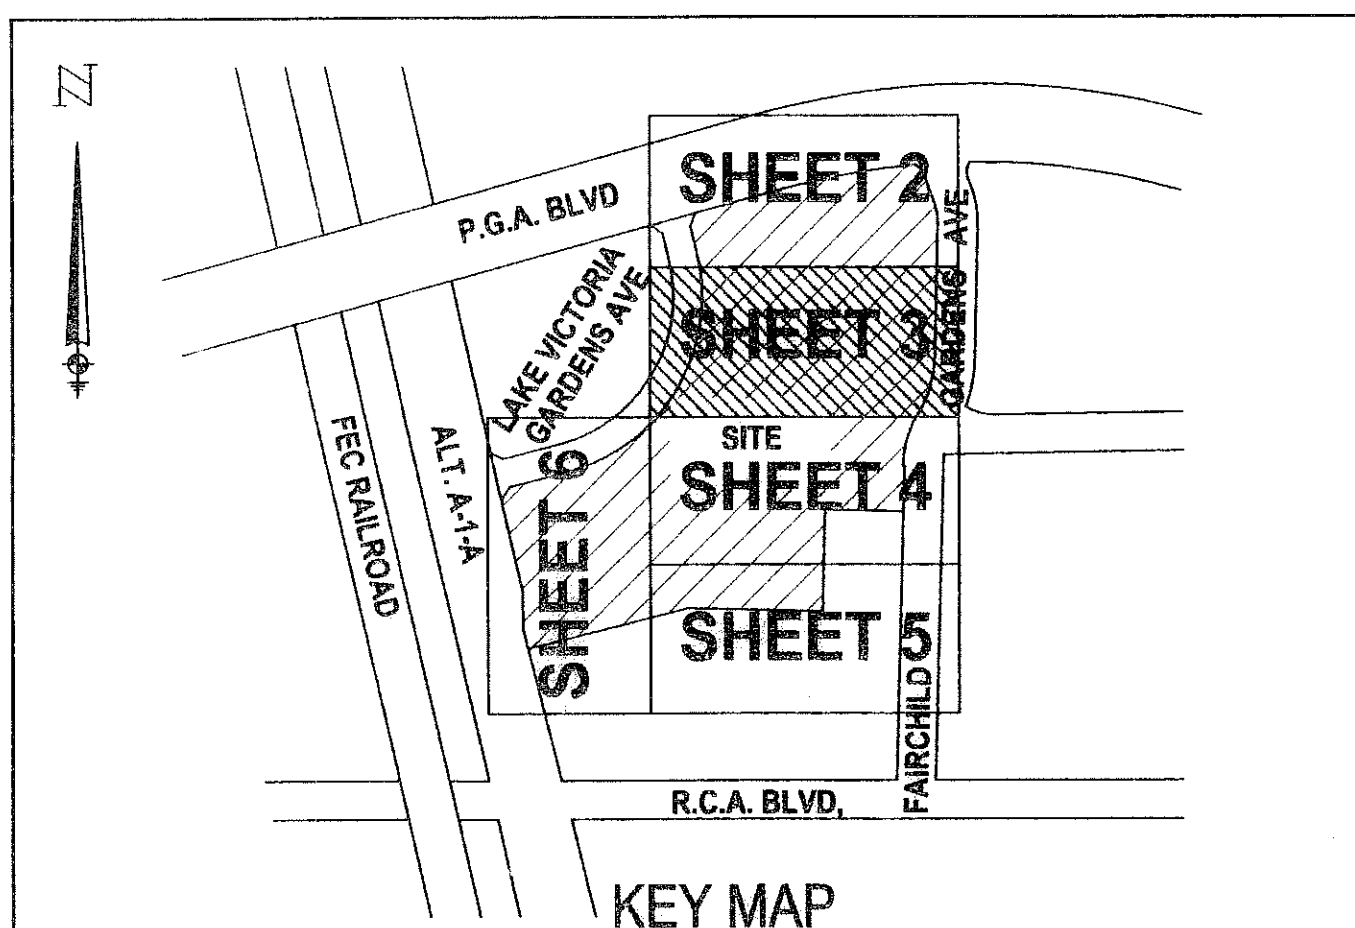 N
SHEET 2
P.G.A. BLVD
LAKE VICTORIA
GARDENS AVE
SHEET 3
FAIRCHILD GARDENS AVE
SITE
SHEET 4
SHEET 6
FEC RAILROAD
ALT. A-1-A
SHEET 5
R.C.A. BLVD,
KEY MAP